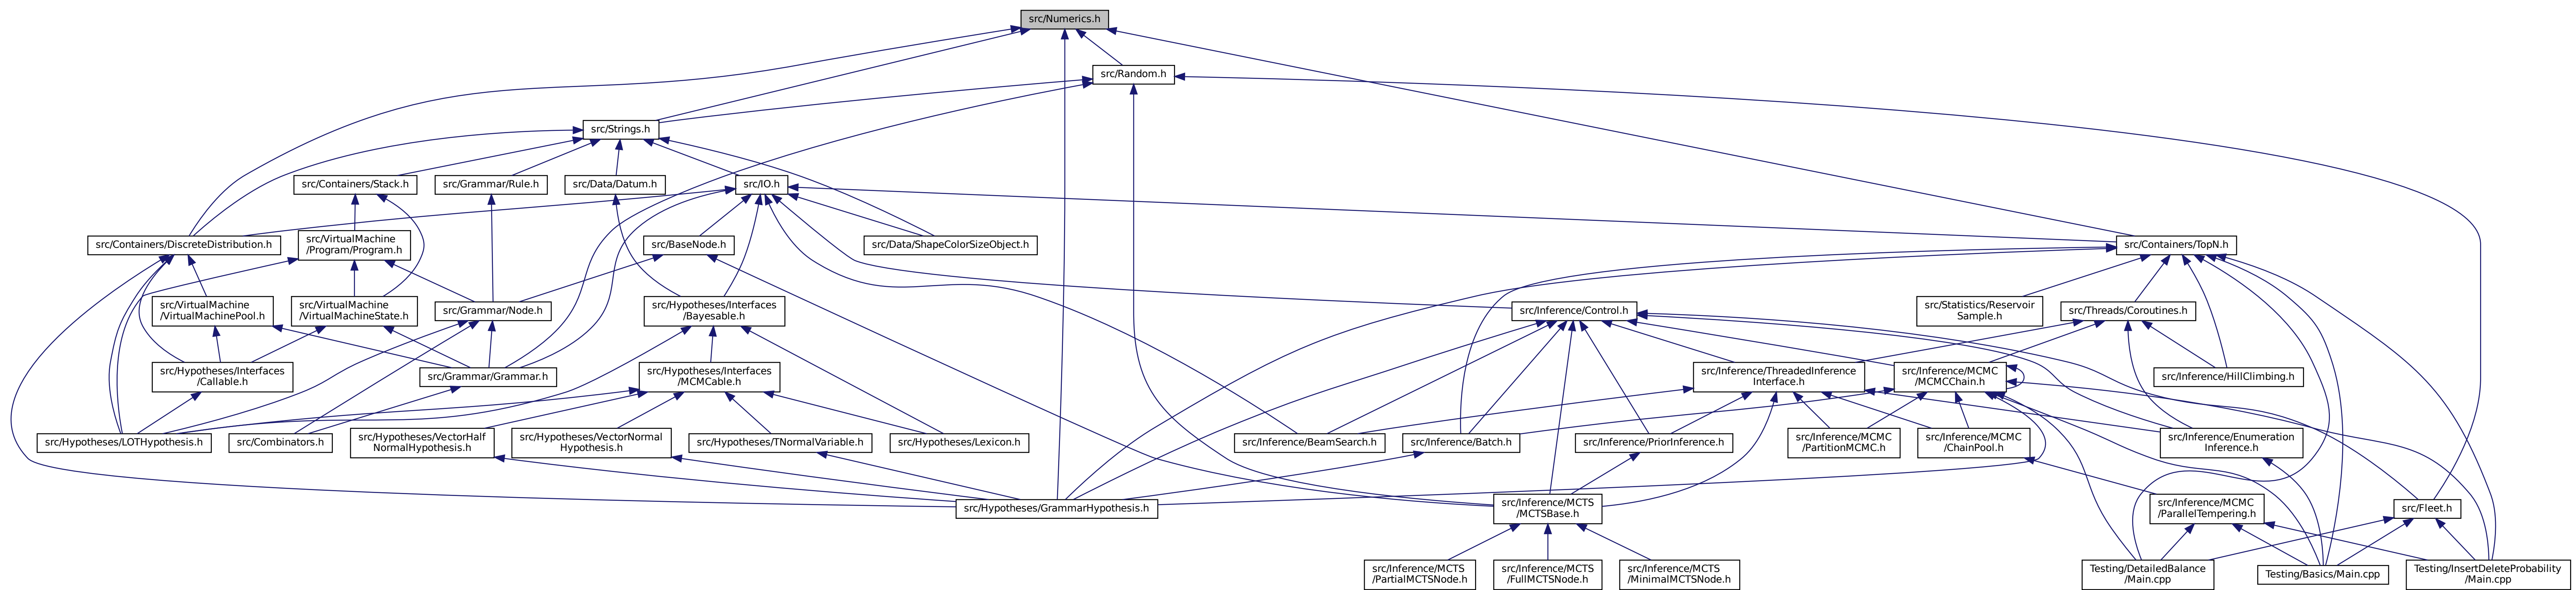 src/Numerics.h
src/Random.h
src/Strings.h
src/Containers/Stack.h
src/Grammar/Rule.h
src/Data/Datum.h
src/IO.h
src/Containers/DiscreteDistribution.h
src/VirtualMachine
/Program/Program.h
src/BaseNode.h
src/Data/ShapeColorSizeObject.h
src/Containers/TopN.h
src/VirtualMachine
/VirtualMachinePool.h
src/VirtualMachine
/VirtualMachineState.h
src/Grammar/Node.h
src/Hypotheses/Interfaces
/Bayesable.h
src/Inference/Control.h
src/Statistics/Reservoir
Sample.h
src/Threads/Coroutines.h
src/Hypotheses/Interfaces
/Callable.h
src/Grammar/Grammar.h
src/Hypotheses/Interfaces
/MCMCable.h
src/Inference/ThreadedInference
Interface.h
src/Inference/MCMC
/MCMCChain.h
src/Inference/HillClimbing.h
src/Hypotheses/LOTHypothesis.h
src/Combinators.h
src/Hypotheses/VectorHalf
NormalHypothesis.h
src/Hypotheses/VectorNormal
Hypothesis.h
src/Hypotheses/TNormalVariable.h
src/Hypotheses/Lexicon.h
src/Inference/BeamSearch.h
src/Inference/Batch.h
src/Inference/PriorInference.h
src/Inference/MCMC
/PartitionMCMC.h
src/Inference/MCMC
/ChainPool.h
src/Inference/Enumeration
Inference.h
src/Hypotheses/GrammarHypothesis.h
src/Inference/MCTS
/MCTSBase.h
src/Inference/MCMC
/ParallelTempering.h
src/Fleet.h
src/Inference/MCTS
/PartialMCTSNode.h
src/Inference/MCTS
/FullMCTSNode.h
src/Inference/MCTS
/MinimalMCTSNode.h
Testing/DetailedBalance
/Main.cpp
Testing/Basics/Main.cpp
Testing/InsertDeleteProbability
/Main.cpp